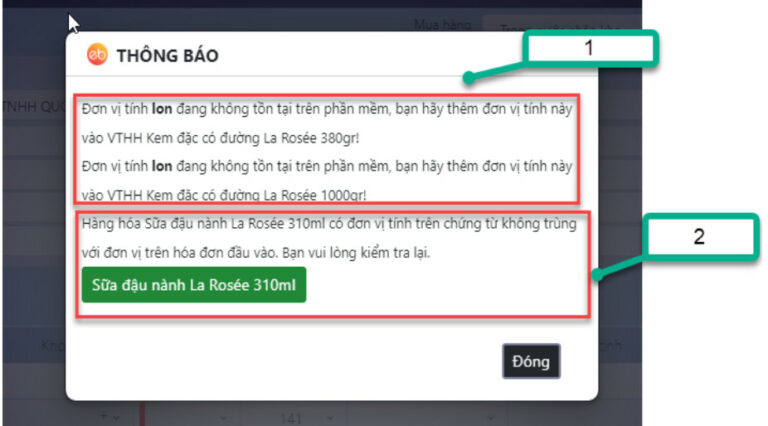 Mua hàng
1
eb THÔNG BÁO
TNHH QUỐ
Đơn vị tính lon đang không tồn tại trên phần mềm, bạn hãy thêm đơn vị tính này
vào VTHH Kem đặc có đường La Rosée 380gr!
Đơn vị tính lon đang không tồn tại trên phần mềm, bạn hãy thêm đơn vị tính này
vào VTHH Kem đặc có đường La Rosée 1000gr!
Hàng hóa Sữa đậu nành La Rosée 310ml có đơn vị tính trên chứng từ không trùng
với đơn vị trên hóa đơn đầu vào. Bạn vui lòng kiểm tra lại.
2
Sữa đậu nành La Rosée 310ml
Đóng
141